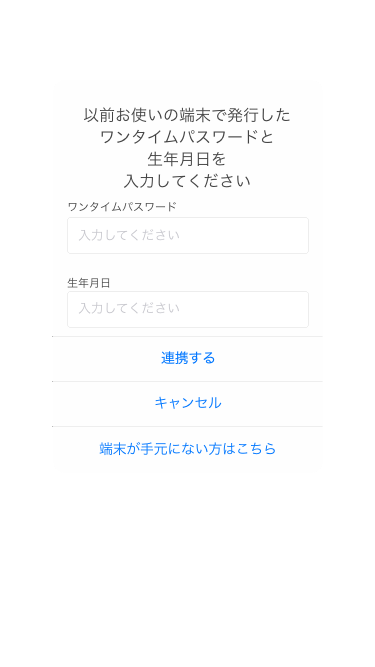 以前お使いの端末で発行した
ワンタイムパスワードと
生年月日を
入力してください
ワンタイムパスワード
入力してください
生年月日
入力してください
連携する
キャンセル
端末が手元にない方はこちら